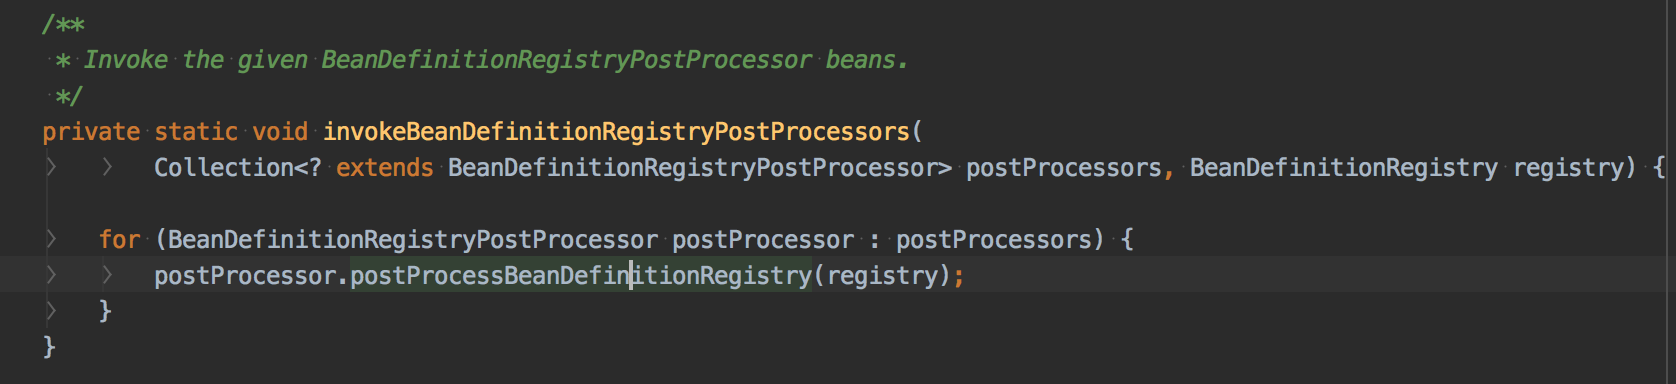 /**
 * Invoke the given BeanDefinitionRegistryPostProcessor beans.
 */
private static void invokeBeanDefinitionRegistryPostProcessors(
        Collection<? extends BeanDefinitionRegistryPostProcessor> postProcessors, BeanDefinitionRegistry registry) {
    for (BeanDefinitionRegistryPostProcessor postProcessor : postProcessors) {
        postProcessor.postProcessBeanDefinitionRegistry(registry);
    }
}